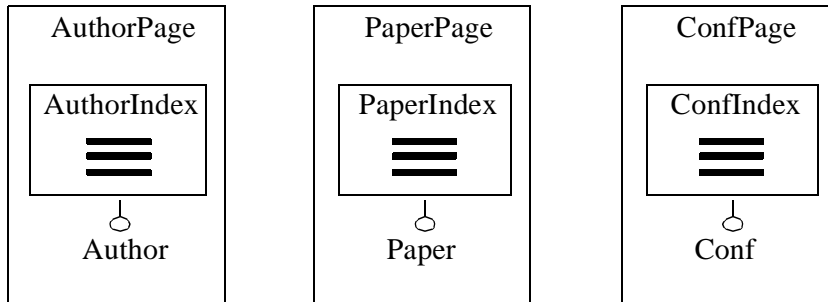 AuthorPage
AuthorIndex
Author
PaperPage
PaperIndex
Paper
ConfPage
ConfIndex
Conf